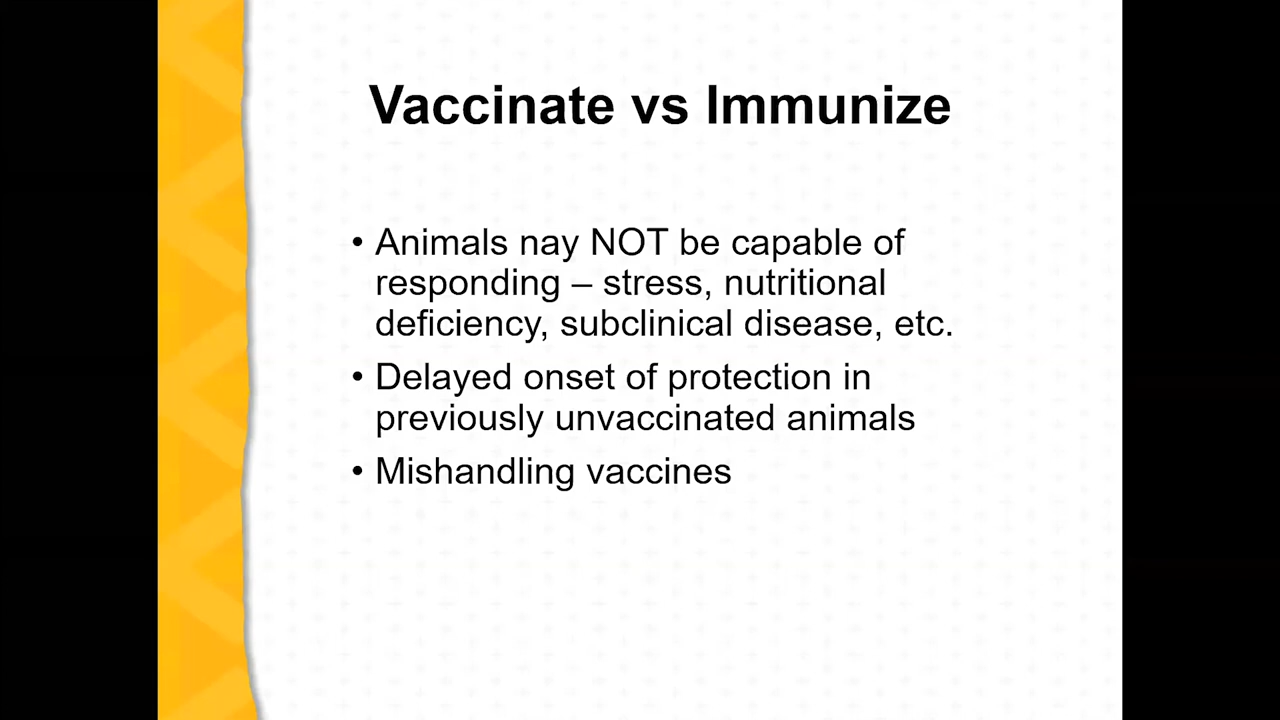 Vaccinate vs Immunize
• Animals nay NOT be capable of
responding – stress, nutritional
deficiency, subclinical disease, etc.
• Delayed onset of protection in
previously unvaccinated animals
• Mishandling vaccines